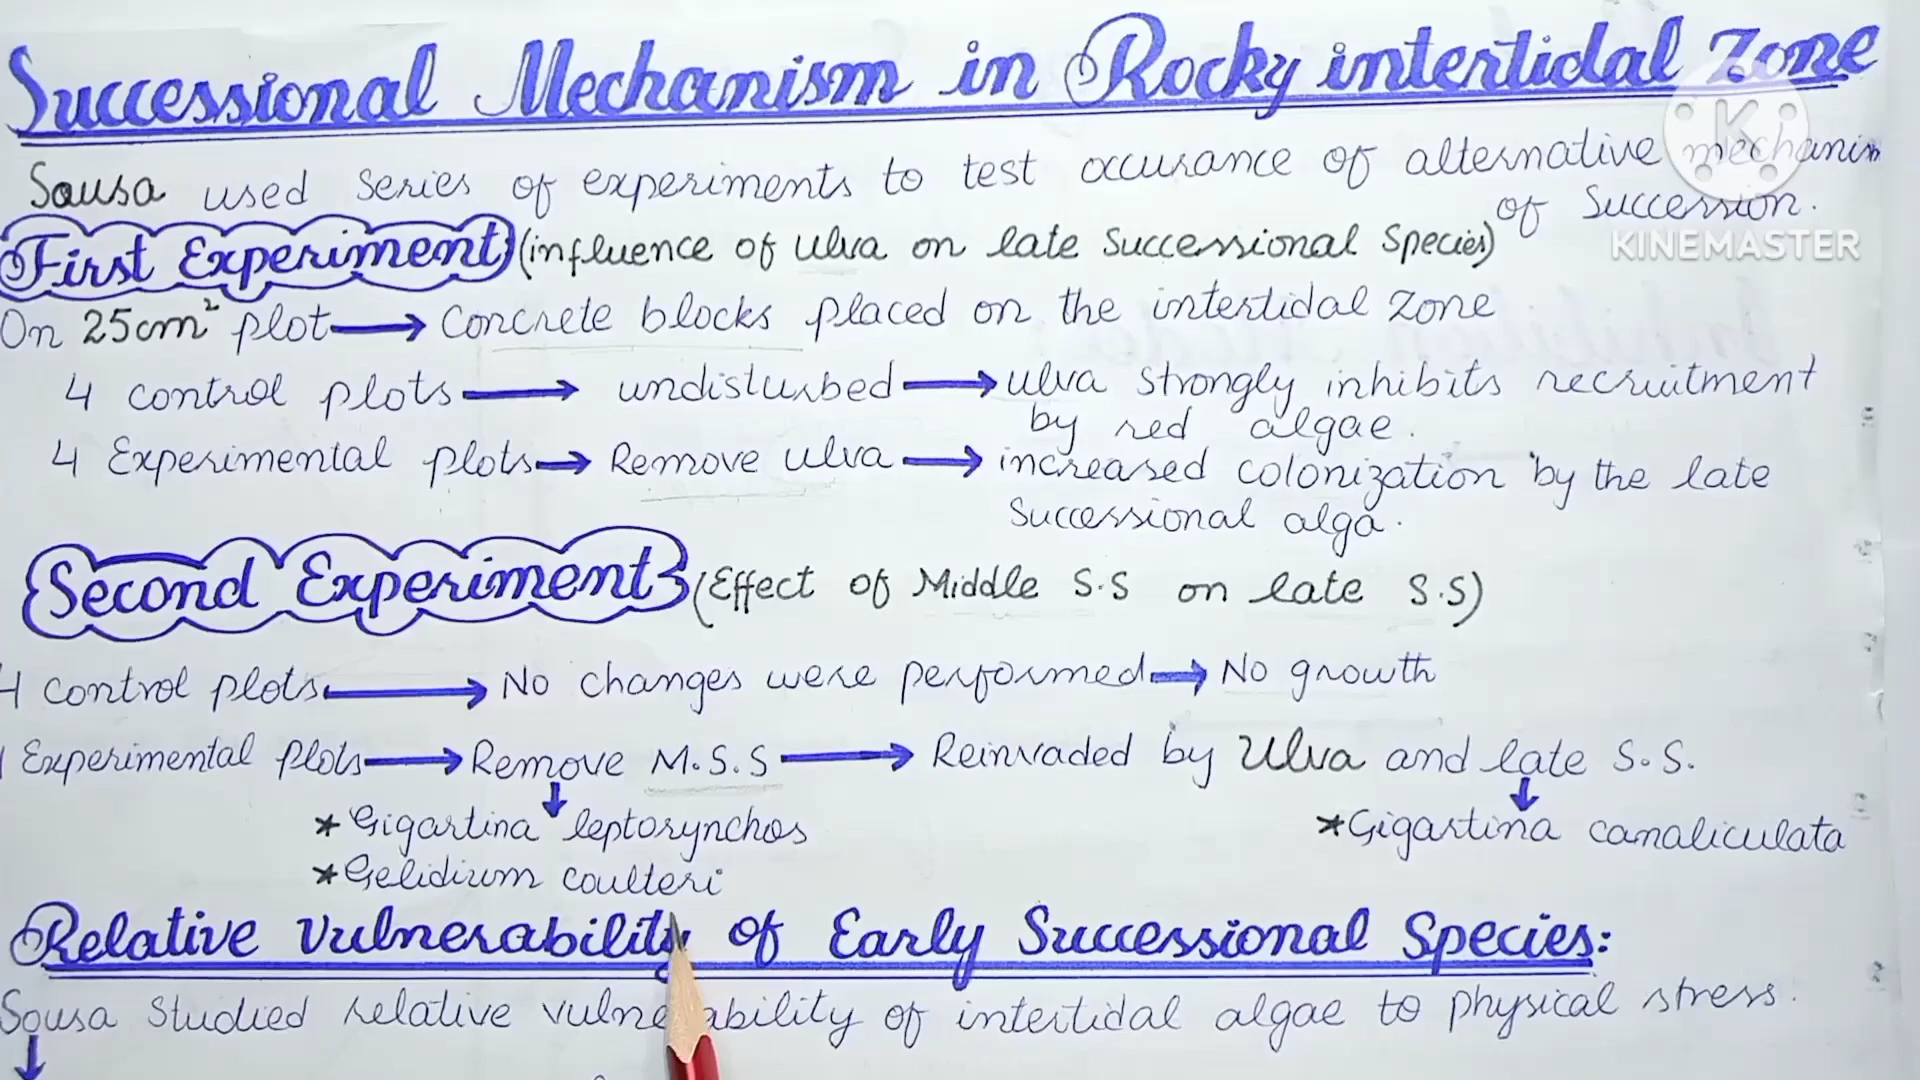 Successional Mechanism in Rocky intertidal Zone
Sousa used series of experiments to test occurance of alternative mechanism
of Succession.
KINEMASTER
First Experiment (influence of ulva on late Successional Species)
On 25cm² plot → Concrete blocks placed on the intertidal zone
4 control plots → undisturbed → ulva strongly inhibits recruitment
by red algae.
4 Experimental plots → Remove ulva → increased colonization by the late
Successional alga.
Second Experiment (Effect of Middle S.S on late S.S)
4 control plots → No changes were performed → No growth
Experimental plots → Remove M.S.S → Reinvaded by Ulva and late S.S.
* Gigartina leptorynchos
* Gigartina canaliculata
* Gelidium coulteri
Relative Vulnerability of Early Successional Species:
Sousa studied relative vulnerability of intertidal algae to physical stress.